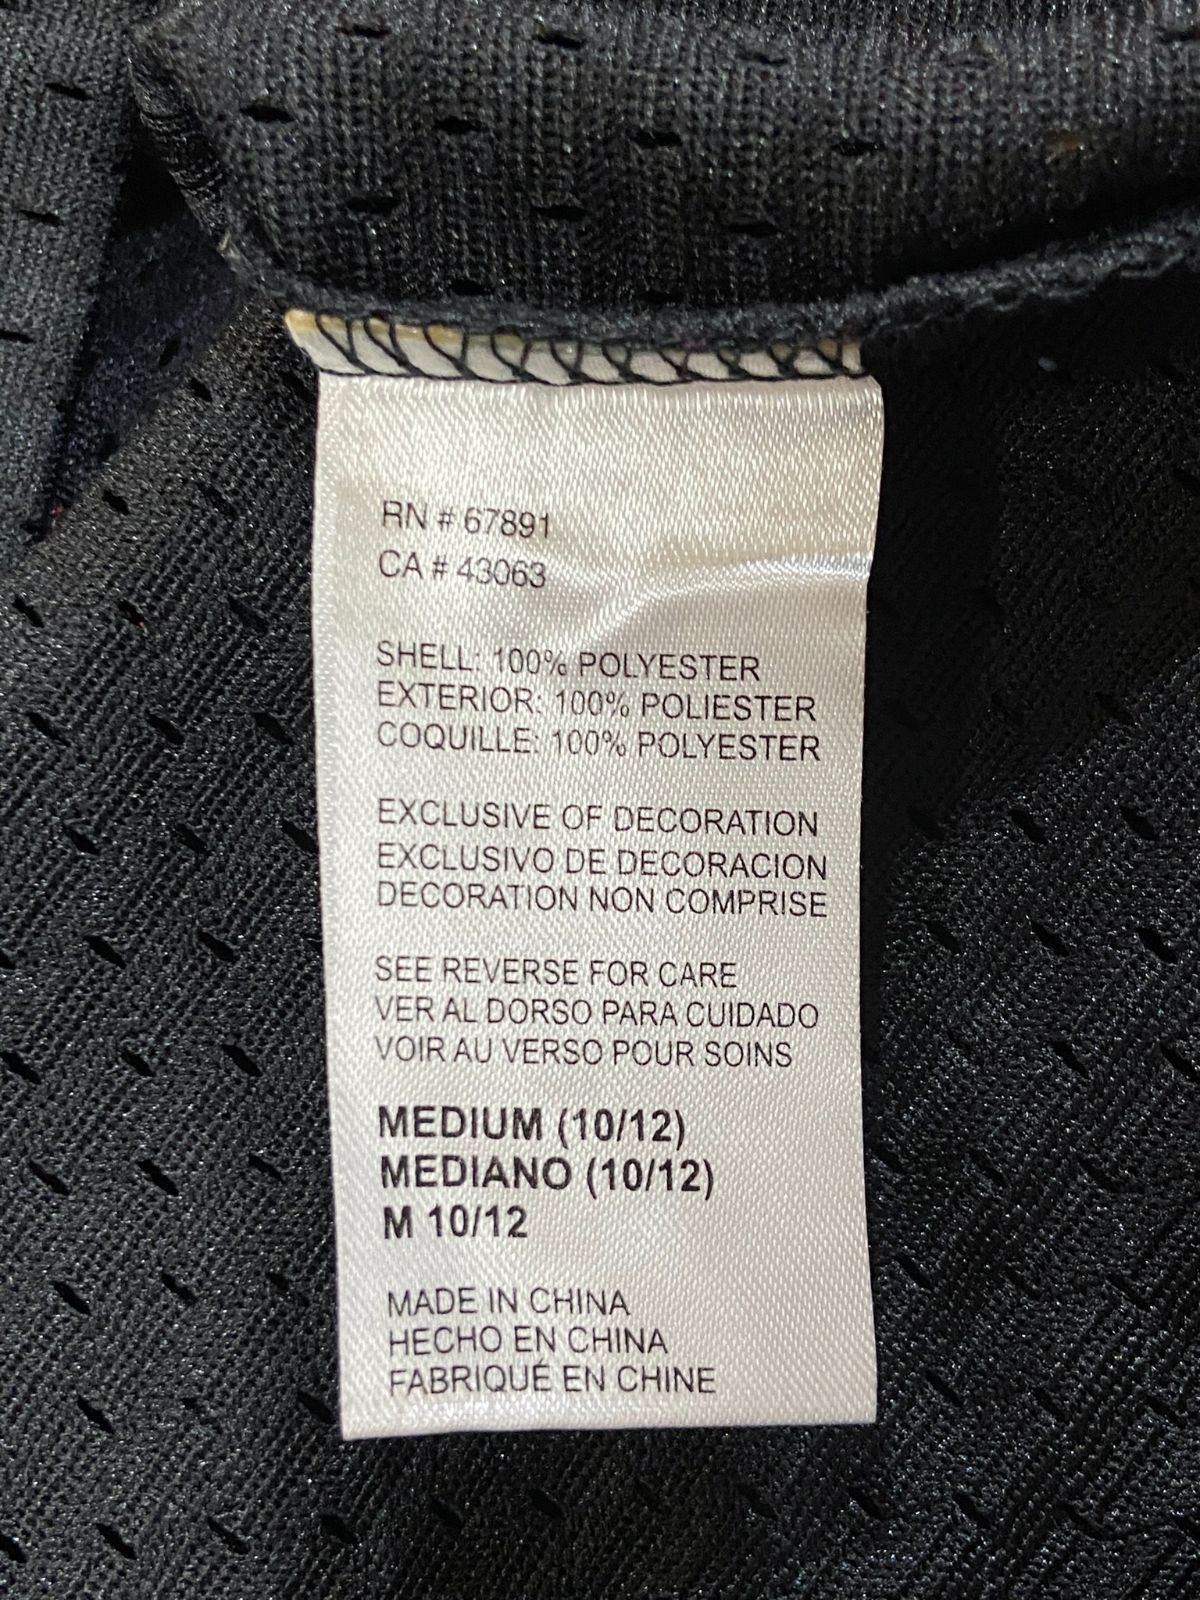 RN # 67891
CA # 43063
SHELL: 100% POLYESTER
EXTERIOR: 100% POLIESTER
COQUILLE: 100% POLYESTER
EXCLUSIVE OF DECORATION
EXCLUSIVO DE DECORACION
DECORATION NON COMPRISE
SEE REVERSE FOR CARE
VER AL DORSO PARA CUIDADO
VOIR AU VERSO POUR SOINS
MEDIUM (10/12)
MEDIANO (10/12)
M 10/12
MADE IN CHINA
HECHO EN CHINA
FABRIQUÉ EN CHINE